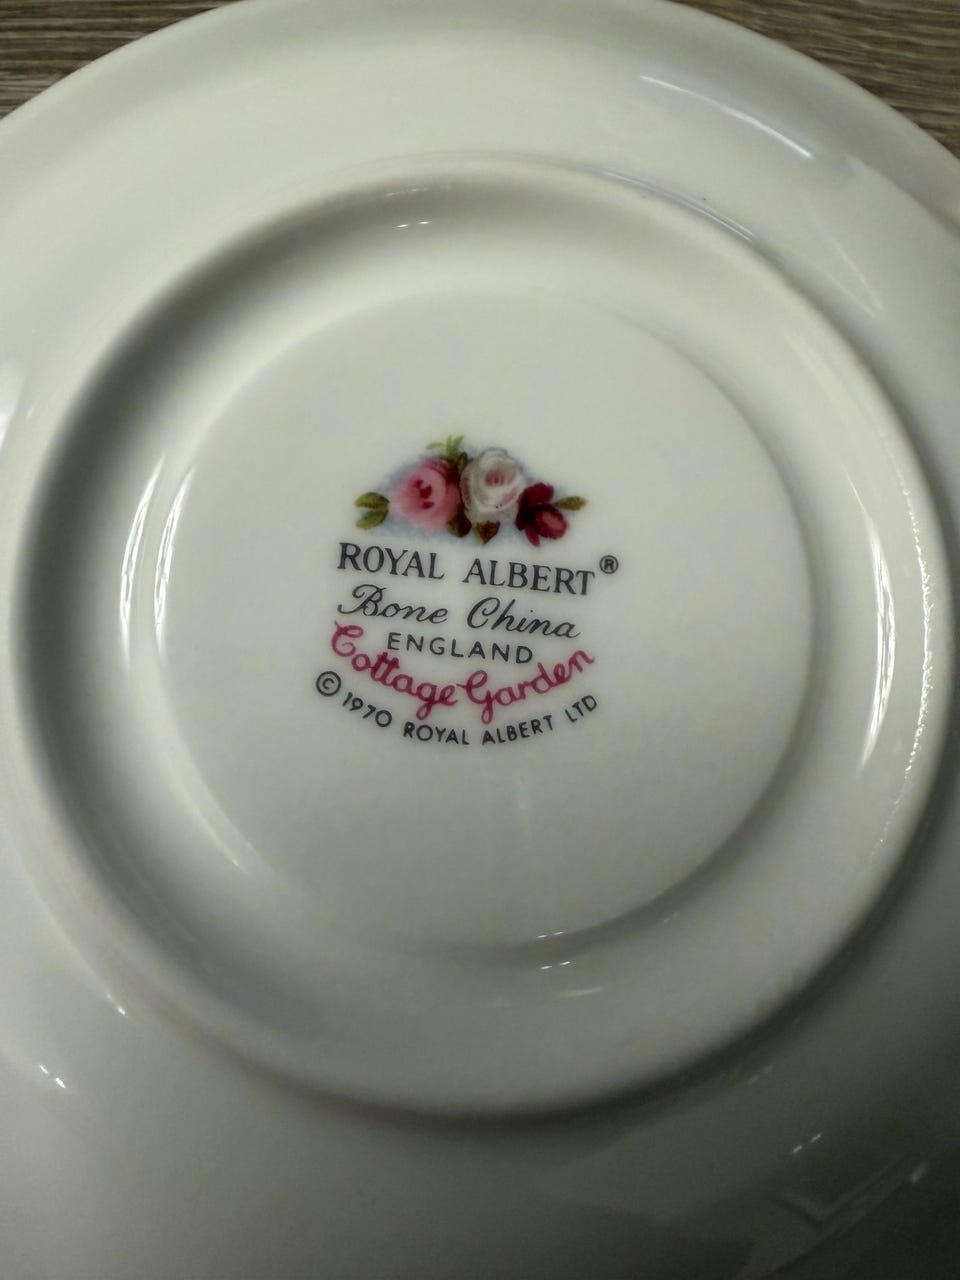 ROYAL ALBERT®
Bone China
ENGLAND
Cottage Garden
© 1970 ROYAL ALBERT LTD